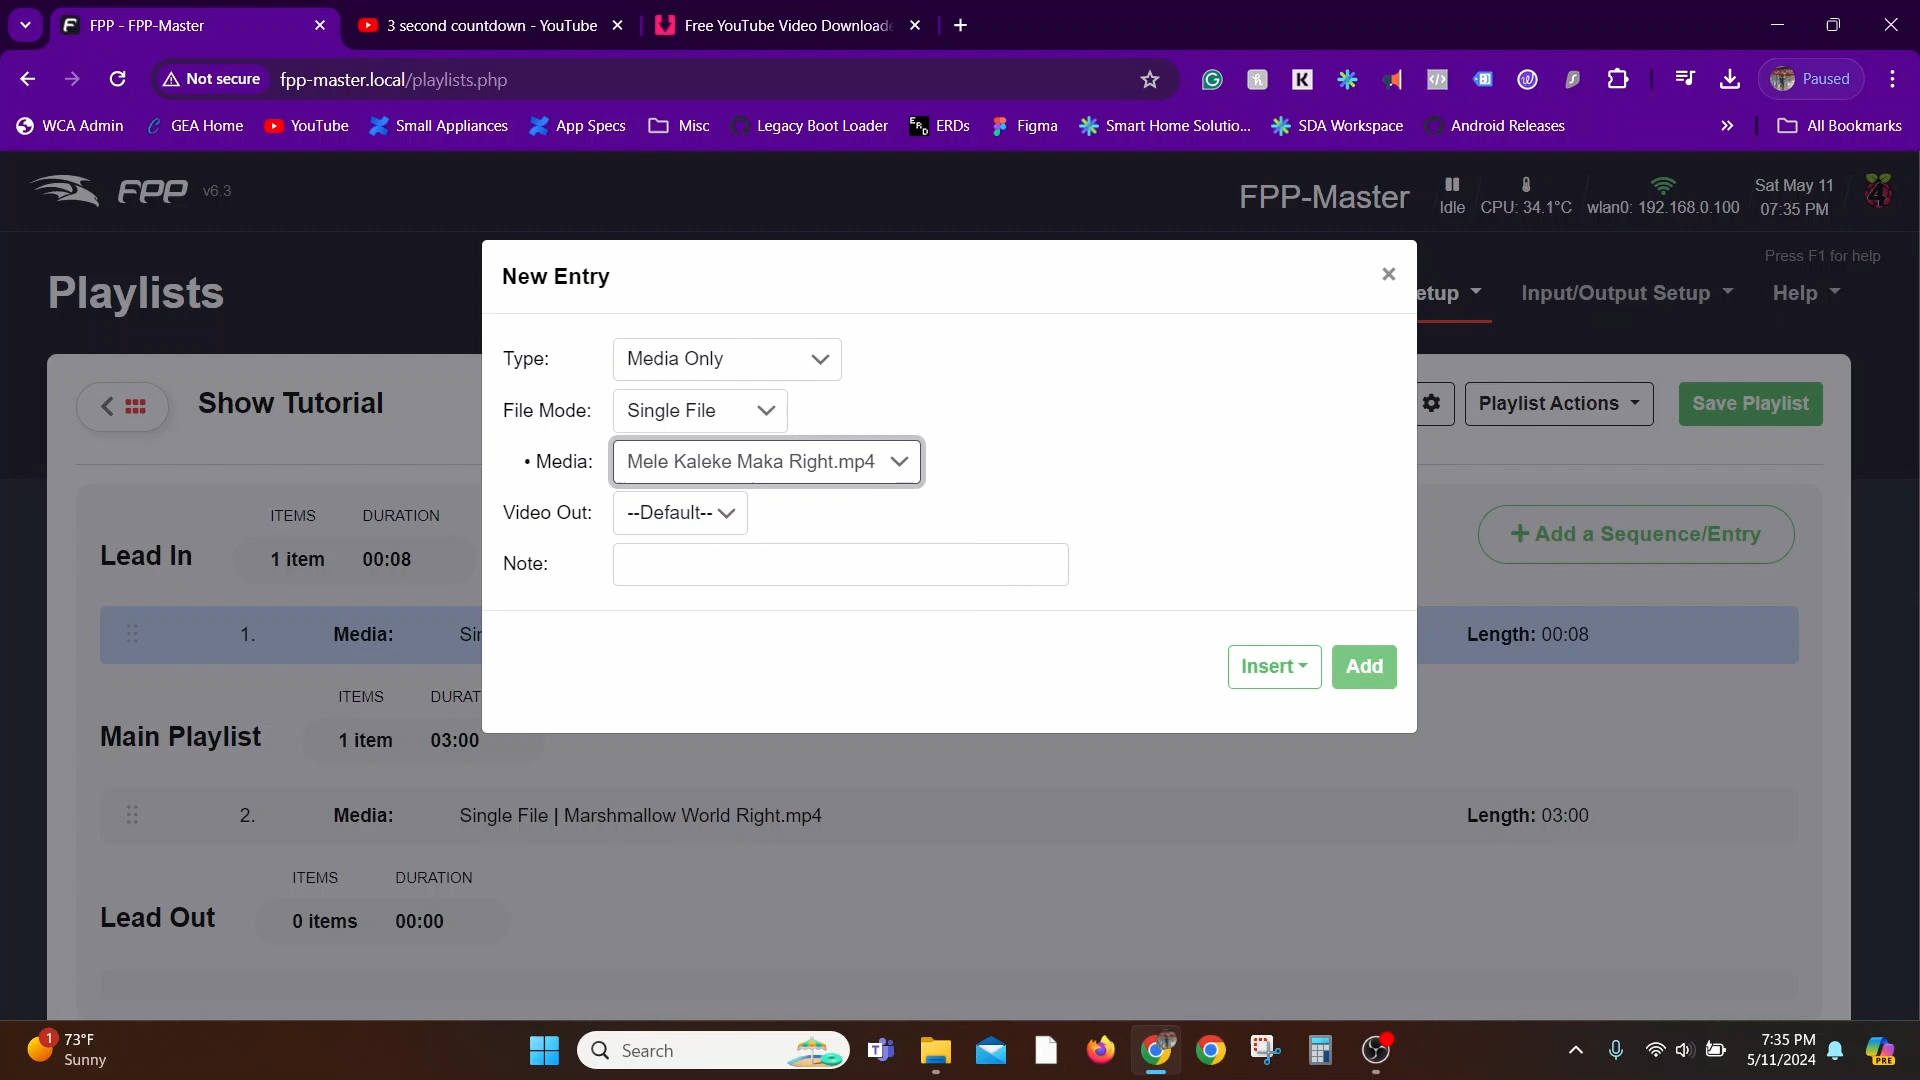 FPP - FPP-Master
3 second countdown - YouTube
Free YouTube Video Downloade
Not secure
fpp-master.local/playlists.php
Paused
WCA Admin
GEA Home
YouTube
Small Appliances
App Specs
Misc
Legacy Boot Loader
ERDs
Figma
Smart Home Solutio...
SDA Workspace
Android Releases
All Bookmarks
FPP v6.3
FPP-Master
Idle
CPU: 34.1°C
wlan0: 192.168.0.100
Sat May 11
07:35 PM
Press F1 for help
Playlists
etup
Input/Output Setup
Help
New Entry
Type:
Media Only
File Mode:
Single File
• Media:
Mele Kaleke Maka Right.mp4
Video Out:
--Default--
Note:
Insert
Add
Show Tutorial
Playlist Actions
Save Playlist
ITEMS DURATION
Lead In 1 item 00:08
+ Add a Sequence/Entry
1. Media: Sin Length: 00:08
ITEMS DURAT
Main Playlist 1 item 03:00
2. Media: Single File | Marshmallow World Right.mp4 Length: 03:00
ITEMS DURATION
Lead Out 0 items 00:00
1
73°F
Sunny
Search
7:35 PM
5/11/2024
PRE